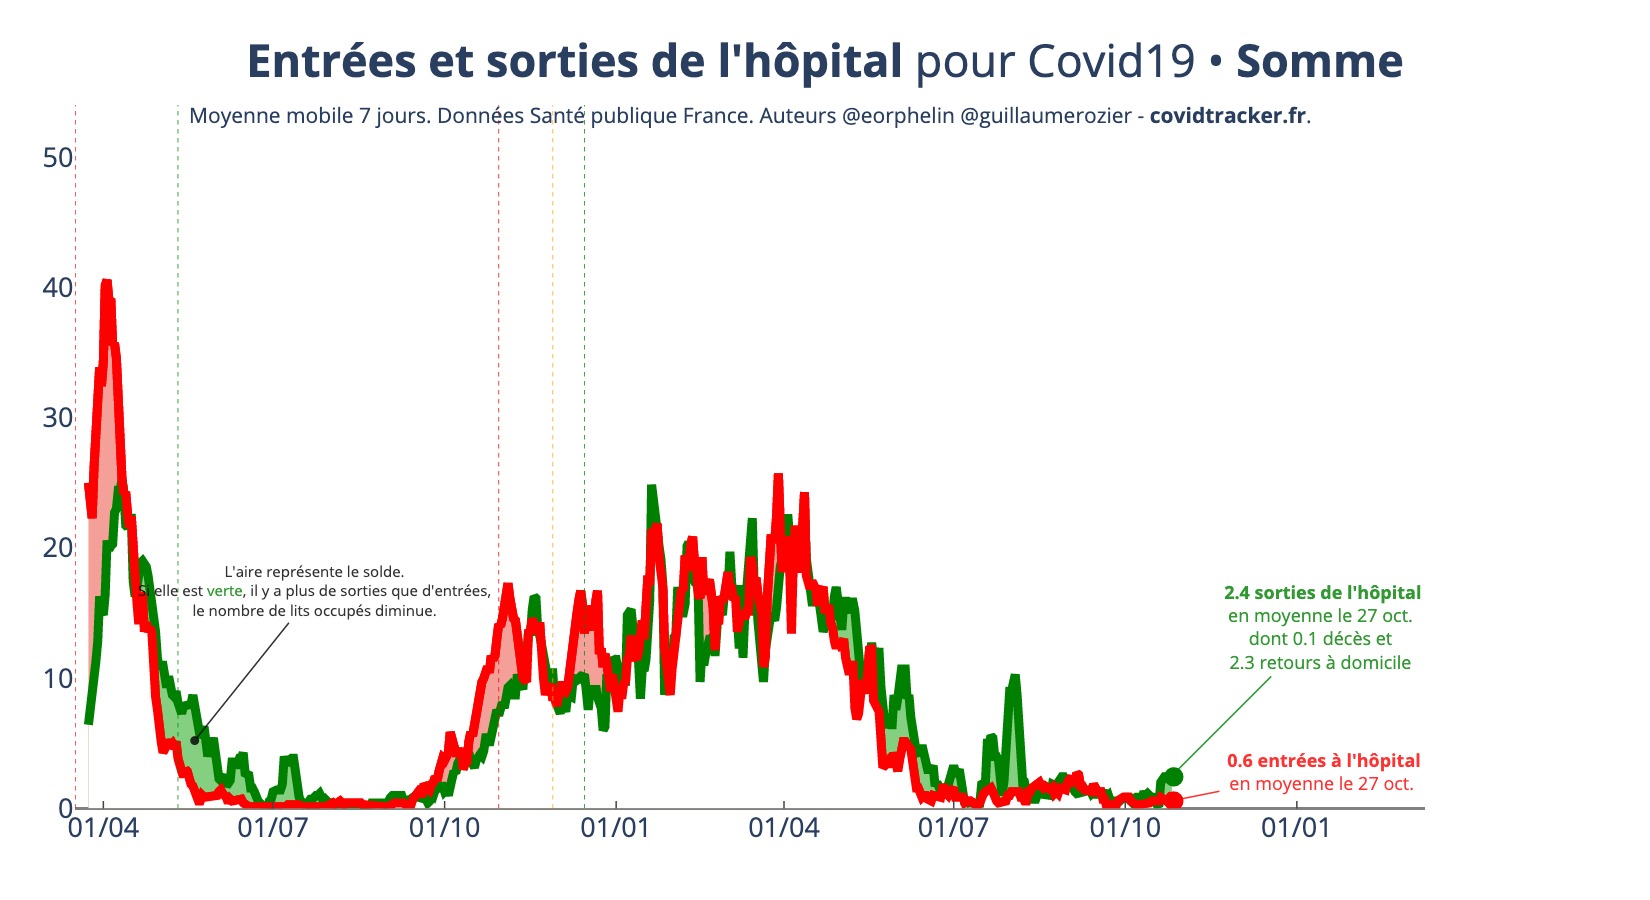 Entrées et sorties de l'hôpital pour Covid19 • Somme
Moyenne mobile 7 jours. Données Santé publique France. Auteurs @eorphelin @guillaumerozier - covidtracker.fr.
50
40
30
20
10
0
L'aire représente le solde.
Si elle est verte, il y a plus de sorties que d'entrées,
le nombre de lits occupés diminue.
2.4 sorties de l'hôpital
en moyenne le 27 oct.
dont 0.1 décès et
2.3 retours à domicile
0.6 entrées à l'hôpital
en moyenne le 27 oct.
01/04 01/07 01/10 01/01 01/04 01/07 01/10 01/01